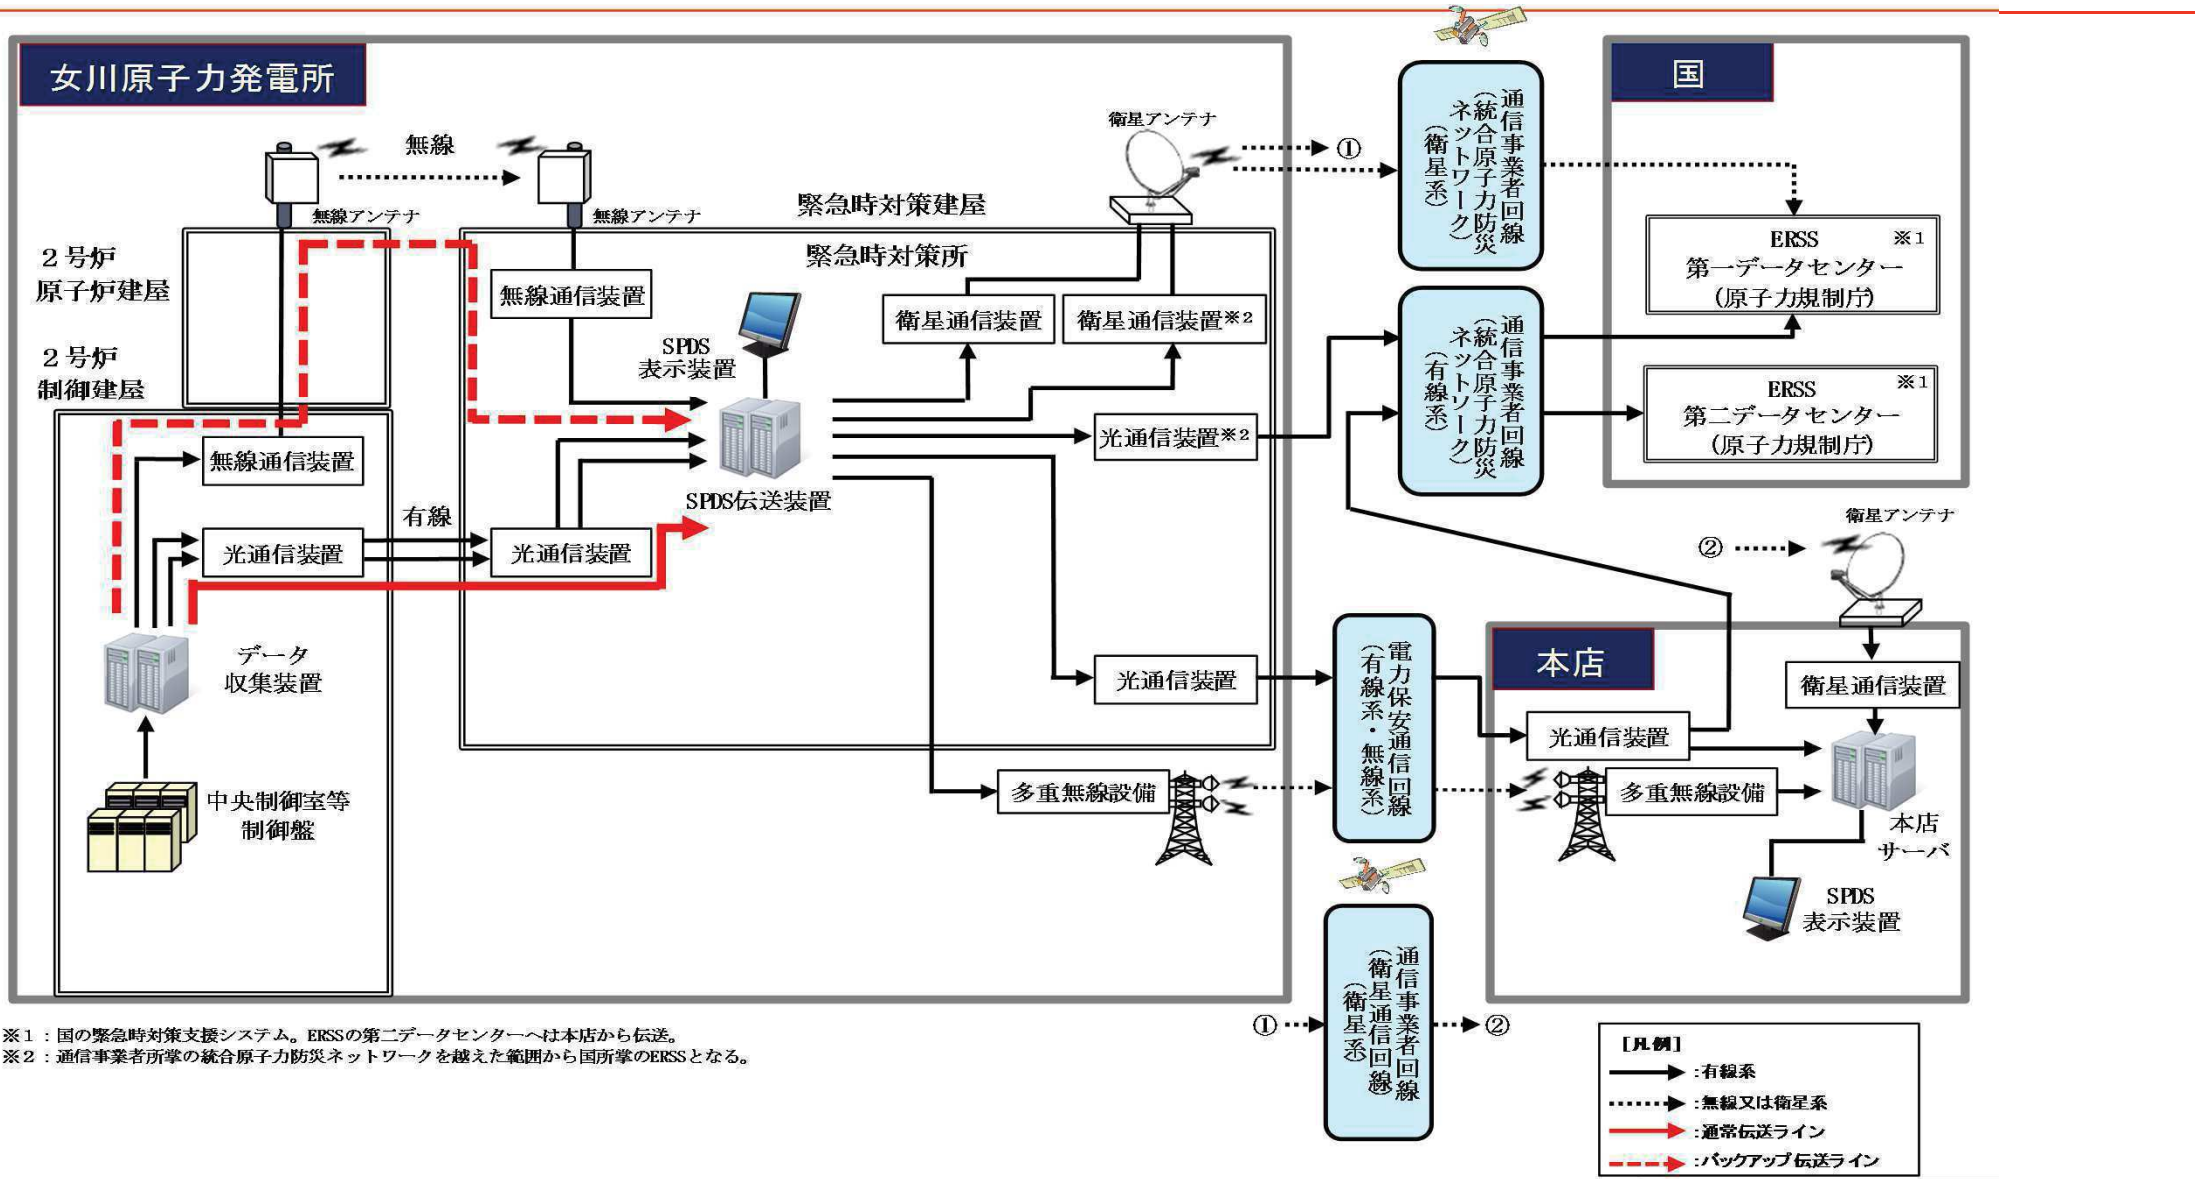 女川原子力発電所
国
無線
衛星アンテナ
①
通信事業者回線
(統合原子力防災
ネットワーク)
(衛星系)
無線アンテナ
無線アンテナ
緊急時対策建屋
緊急時対策所
2号炉
原子炉建屋
ERSS ※1
第一データセンター
(原子力規制庁)
無線通信装置
SPDS
表示装置
衛星通信装置
衛星通信装置※2
通信事業者回線
(統合原子力防災
ネットワーク)
(有線系)
2号炉
制御建屋
ERSS ※1
第二データセンター
(原子力規制庁)
無線通信装置
光通信装置※2
SPDS伝送装置
有線
光通信装置
光通信装置
衛星アンテナ
②
データ
収集装置
光通信装置
電力保安通信回線
(有線系・無線系)
本店
衛星通信装置
光通信装置
中央制御室等
制御盤
多重無線設備
多重無線設備
本店
サーバ
SPDS
表示装置
①
通信事業者回線
(衛星通信回線)
(衛星系)
②
※1:国の緊急時対策支援システム。ERSSの第二データセンターへは本店から伝送。
※2:通信事業者所掌の統合原子力防災ネットワークを越えた範囲から国所掌のERSSとなる。
[凡例]
:有線系
:無線又は衛星系
:通常伝送ライン
:バックアップ伝送ライン